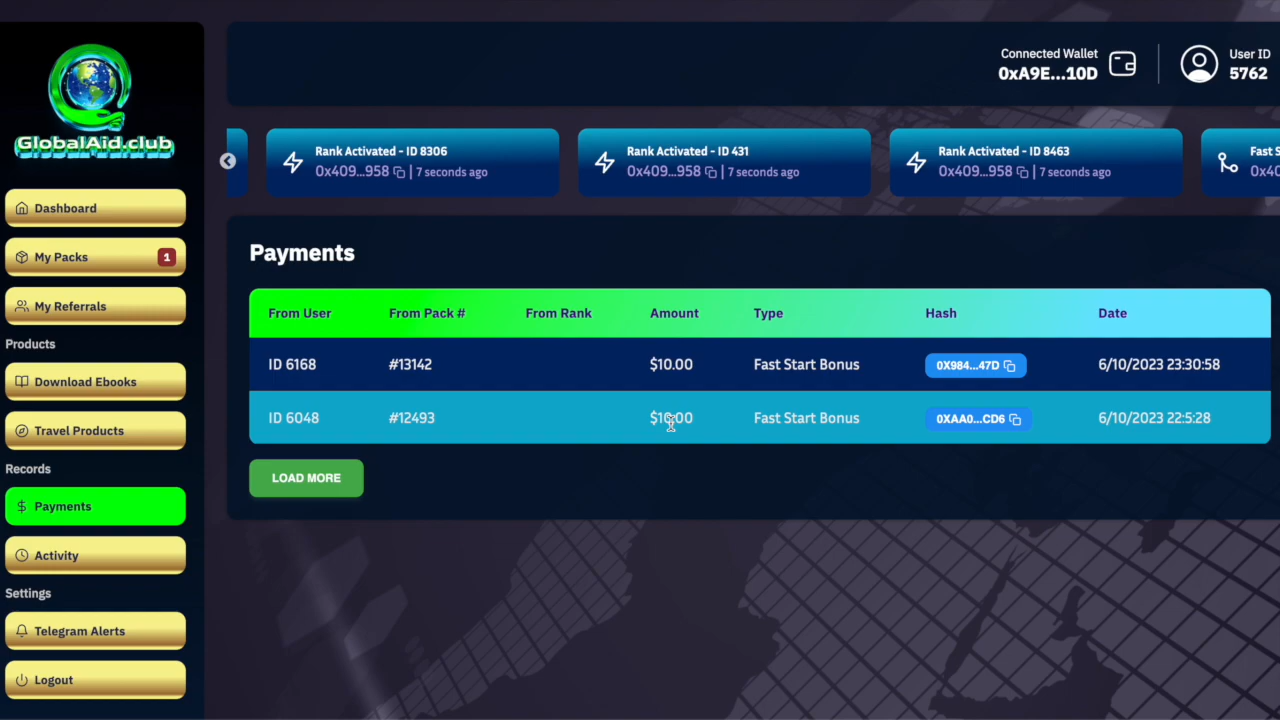 GlobalAid.club
Dashboard
My Packs 1
My Referrals
Products
Download Ebooks
Travel Products
Records
Payments
Activity
Settings
Telegram Alerts
Logout
Connected Wallet
0xA9E...10D
User ID
5762
Rank Activated - ID 8306
0x409...958 | 7 seconds ago
Rank Activated - ID 431
0x409...958 | 7 seconds ago
Rank Activated - ID 8463
0x409...958 | 7 seconds ago
Fast S
0x40
Payments
From User From Pack # From Rank Amount Type Hash Date
ID 6168 #13142 $10.00 Fast Start Bonus 0X984...47D 6/10/2023 23:30:58
ID 6048 #12493 $10.00 Fast Start Bonus 0XAA0...CD6 6/10/2023 22:5:28
LOAD MORE